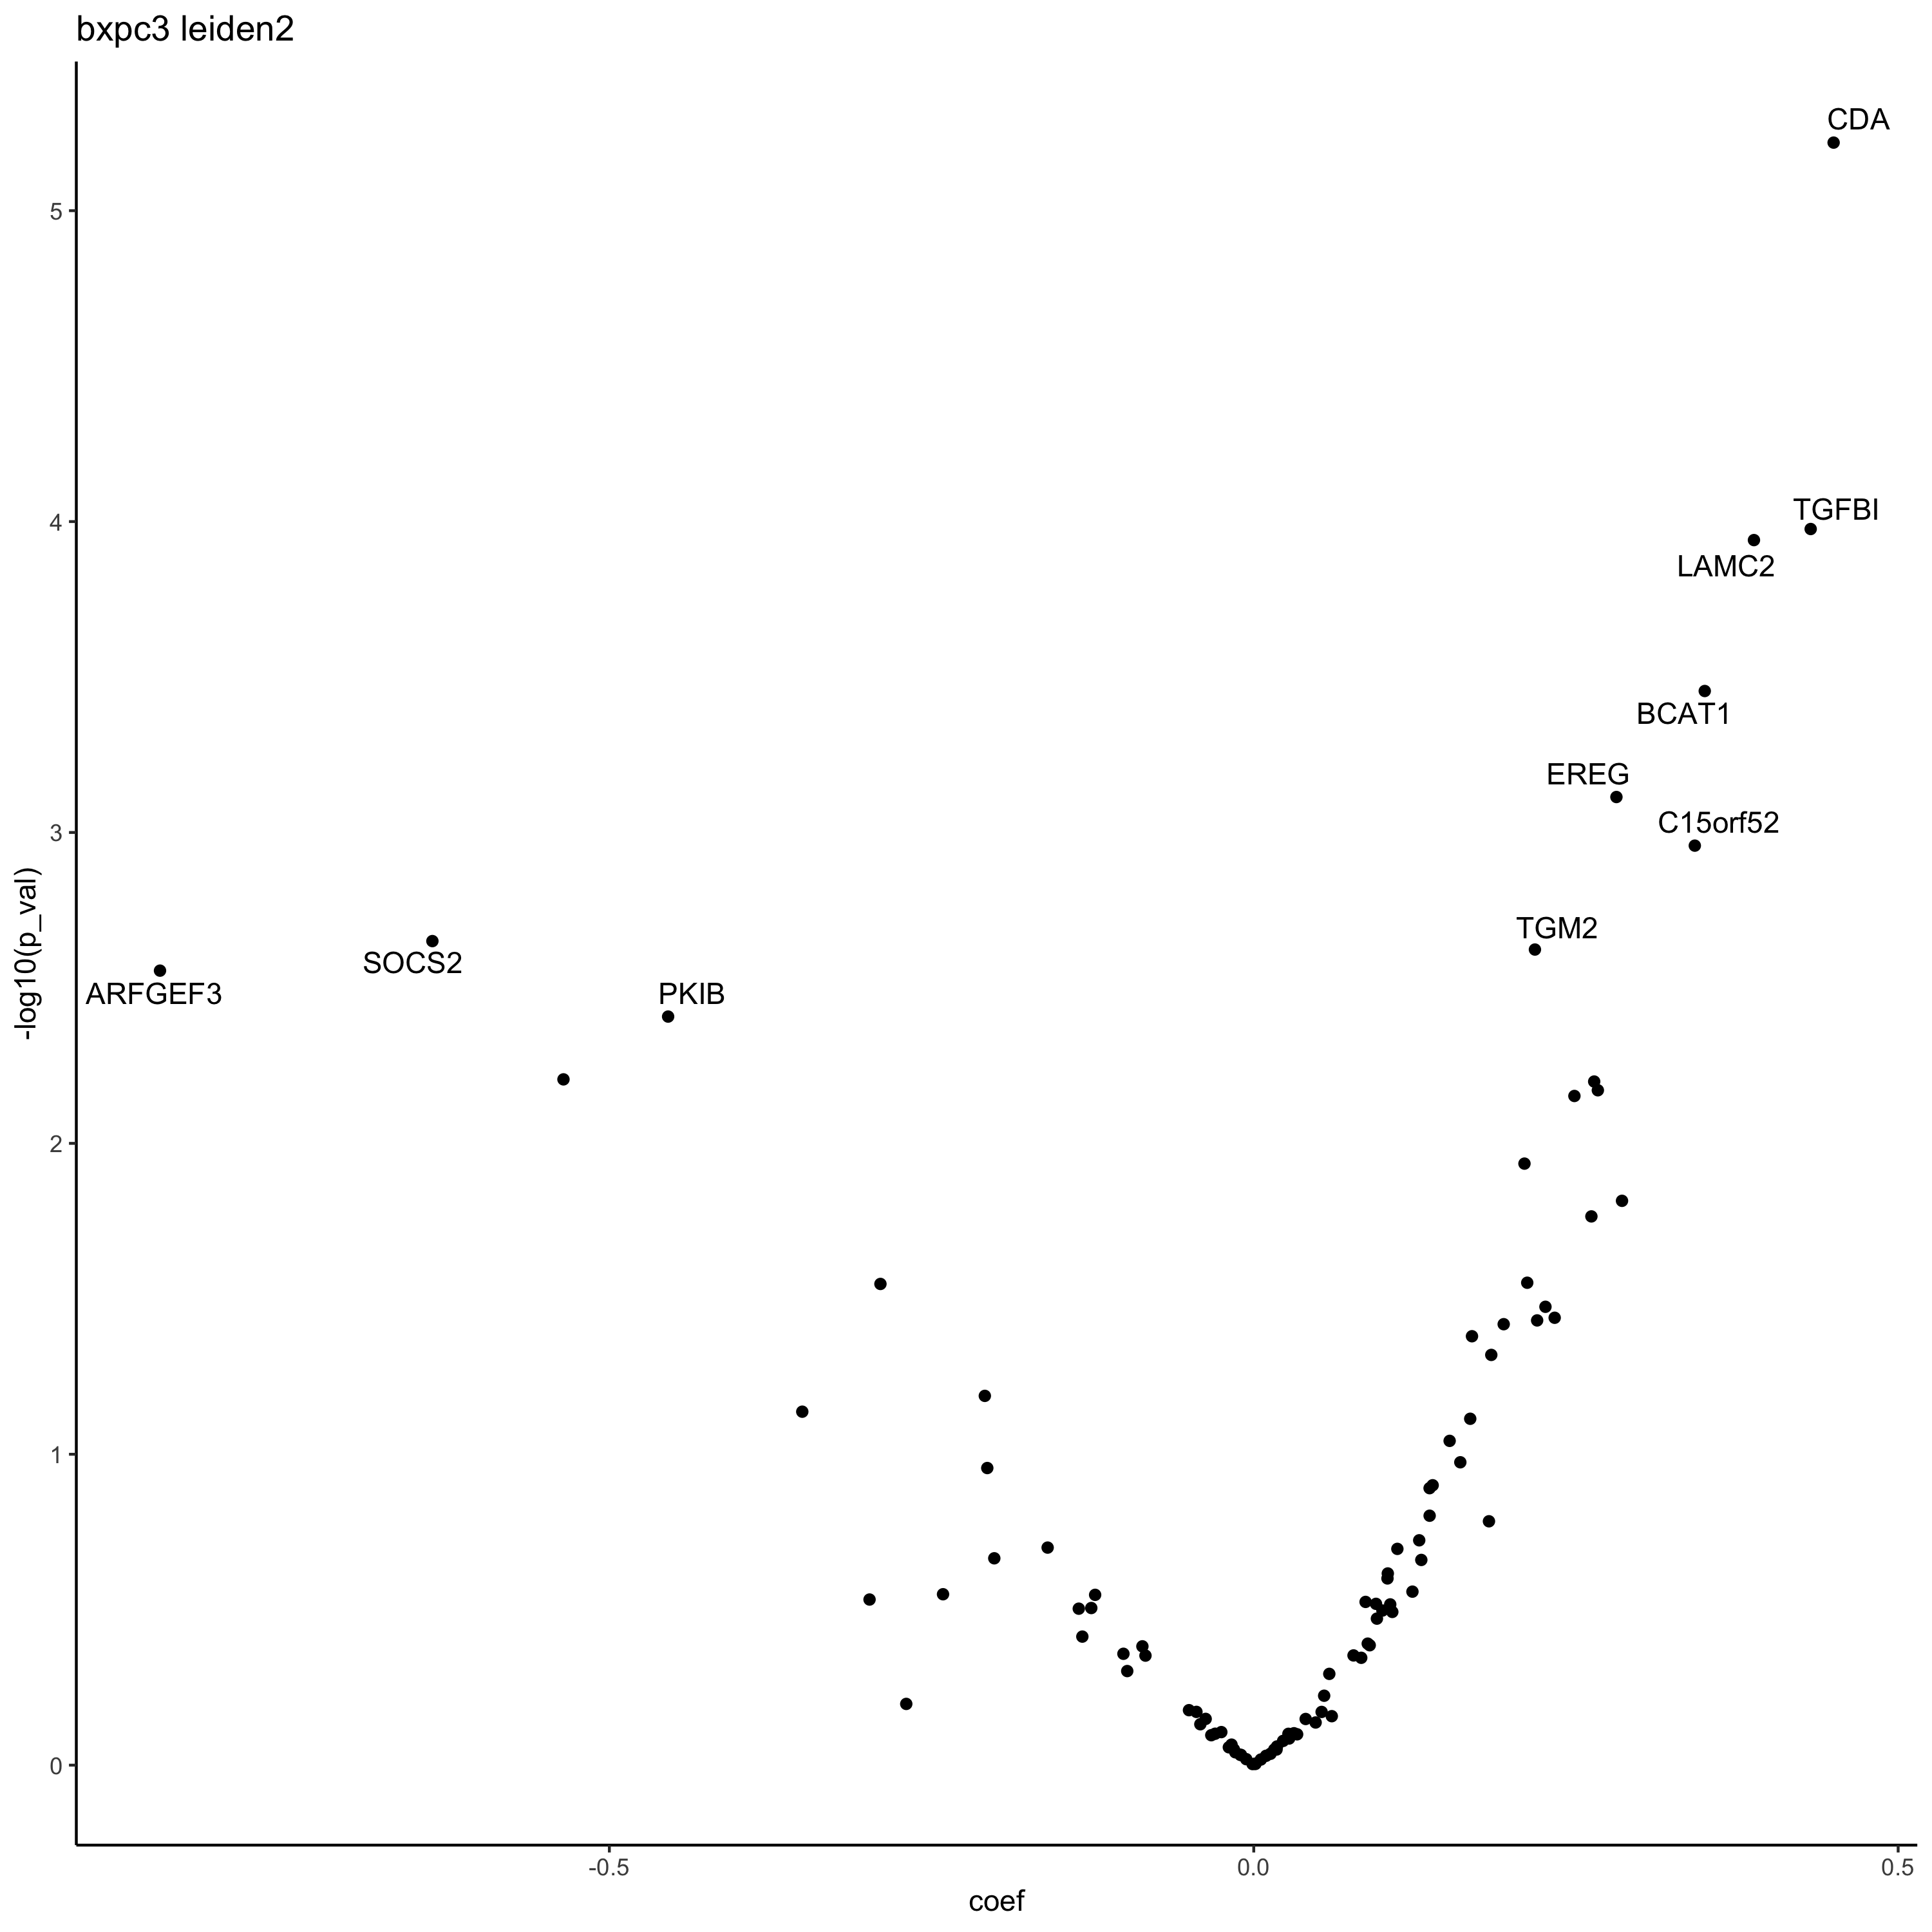 bxpc3 leiden2
CDA
5
TGFBI
4
LAMC2
BCAT1
EREG
C15orf52
3
TGM2
SOCS2
ARFGEF3
PKIB
-log10(p_val)
2
1
0
-0.5
0.0
0.5
coef